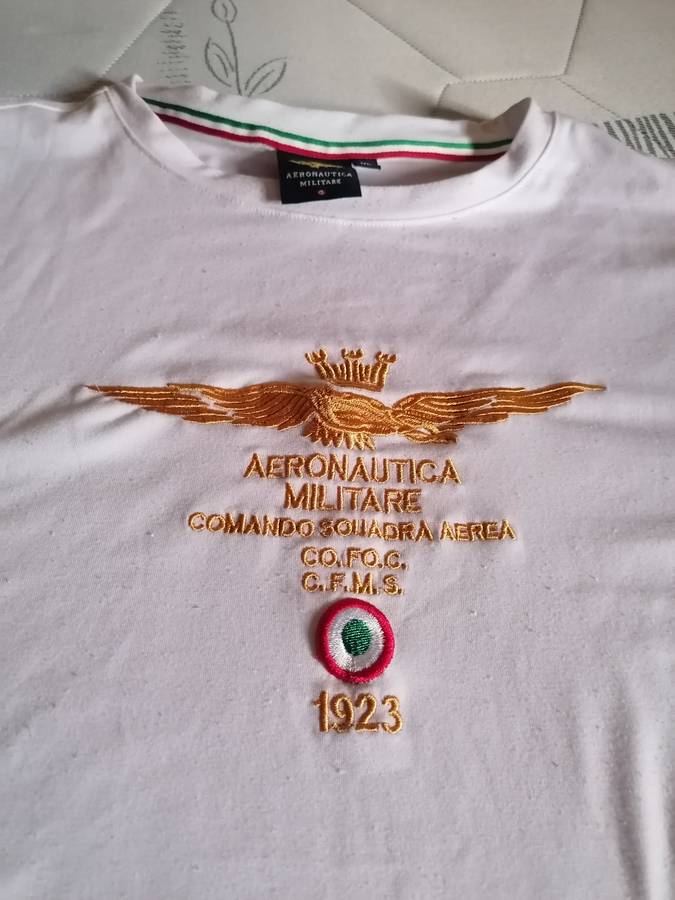 AERONAUTICA
MILITARE
AERONAUTICA
MILITARE
COMANDO SQUADRA AEREA
CO.FO.C.
C.F.M.S.
1923